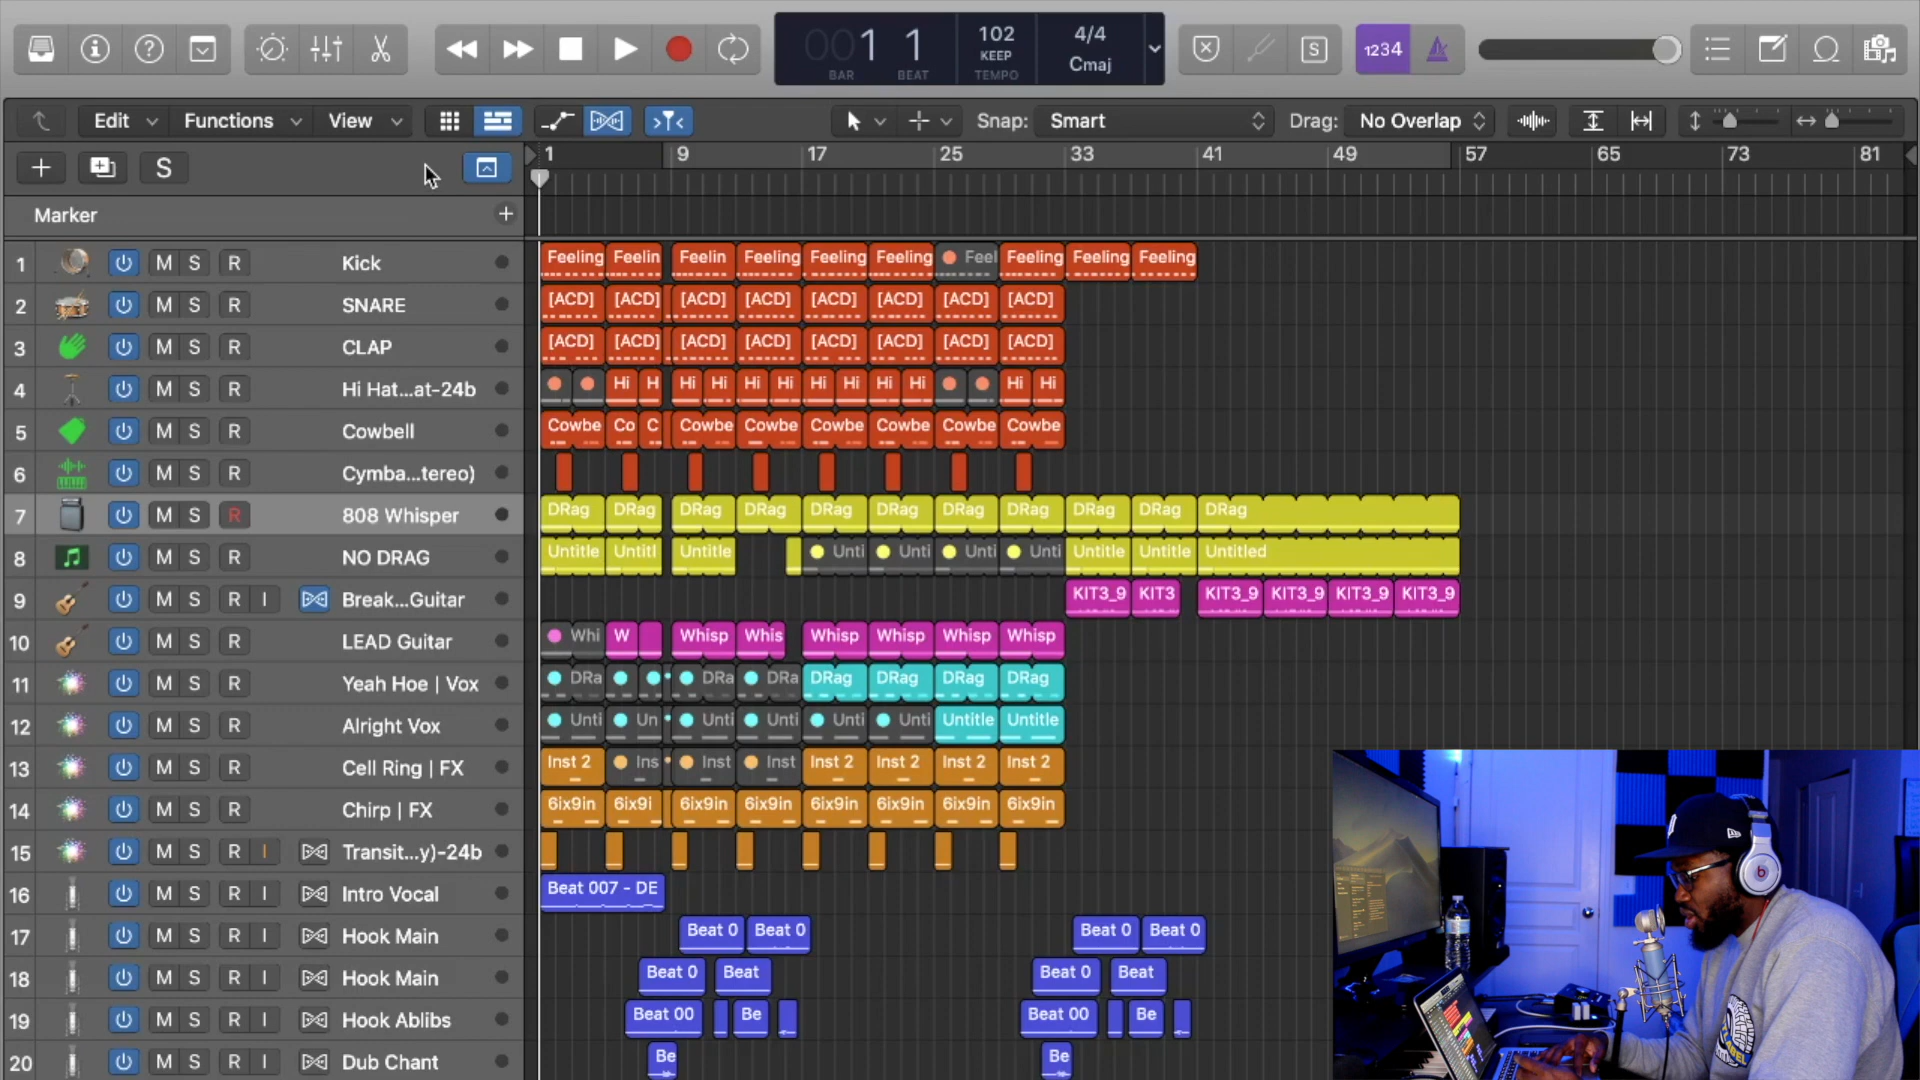 001 1
BAR BEAT
102
KEEP
TEMPO
4/4
Cmaj
S
1234
Edit
Functions
View
Snap: Smart
Drag: No Overlap
S
1 9 17 25 33 41 49 57 65 73 81
Marker
1 M S R Kick Feeling Feelin Feelin Feeling Feeling Feeling Feel Feeling Feeling Feeling
2 M S R SNARE [ACD] [ACD] [ACD] [ACD] [ACD] [ACD] [ACD] [ACD]
3 M S R CLAP [ACD] [ACD] [ACD] [ACD] [ACD] [ACD] [ACD] [ACD]
4 M S R Hi Hat...at-24b Hi H Hi Hi Hi Hi Hi Hi Hi Hi Hi Hi
5 M S R Cowbell Cowbe Co C Cowbe Cowbe Cowbe Cowbe Cowbe Cowbe
6 M S R Cymba...tereo)
7 M S R 808 Whisper DRag DRag DRag DRag DRag DRag DRag DRag DRag DRag DRag
8 M S R NO DRAG Untitle Untitl Untitle Unti Unti Unti Unti Untitle Untitle Untitled
9 M S R I Break...Guitar KIT3_9 KIT3 KIT3_9 KIT3_9 KIT3_9 KIT3_9
10 M S R LEAD Guitar Whi W Whisp Whis Whisp Whisp Whisp Whisp
11 M S R Yeah Hoe | Vox DRa DRa DRa DRag DRag DRag DRag
12 M S R Alright Vox Unti Un Unti Unti Unti Unti Untitle Untitle
13 M S R Cell Ring | FX Inst 2 Ins Inst Inst Inst 2 Inst 2 Inst 2 Inst 2
14 M S R Chirp | FX 6ix9in 6ix9i 6ix9in 6ix9in 6ix9in 6ix9in 6ix9in 6ix9in
15 M S R I Transit...y)-24b
16 M S R I Intro Vocal Beat 007 - DE
17 M S R I Hook Main Beat 0 Beat 0 Beat 0 Beat 0
18 M S R I Hook Main Beat 0 Beat Beat 0 Beat
19 M S R I Hook Ablibs Beat 00 Be Beat 00 Be
20 M S R I Dub Chant Be Be